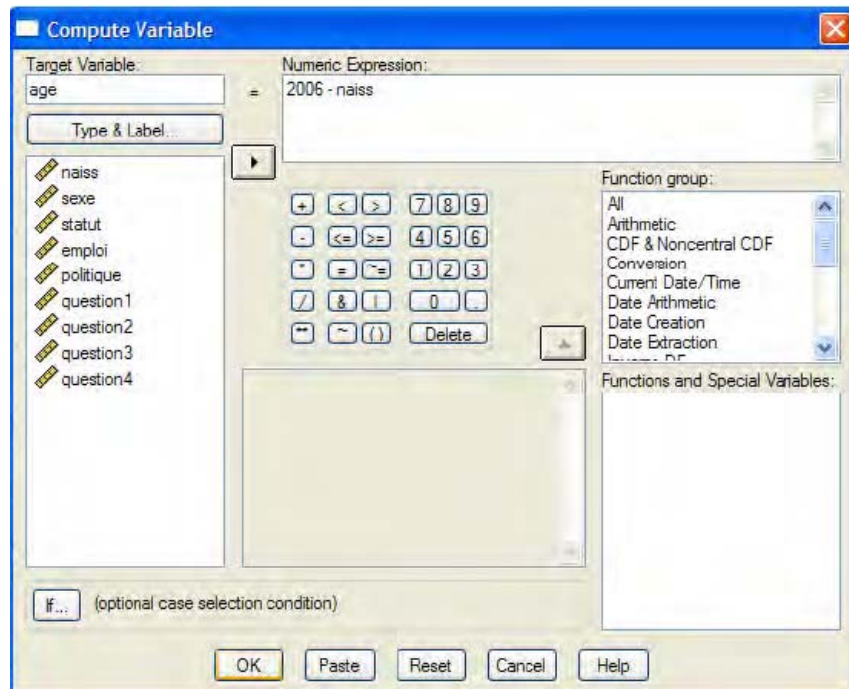 Compute Variable
Target Variable:
age
Type & Label...
=
Numeric Expression:
2006 - naiss
naiss
sexe
statut
emploi
politique
question1
question2
question3
question4
+ < > 7 8 9
- <= >= 4 5 6
* = ~= 1 2 3
/ & | 0 .
** ~ () Delete
Function group:
All
Arithmetic
CDF & Noncentral CDF
Conversion
Current Date/Time
Date Arithmetic
Date Creation
Date Extraction
Functions and Special Variables:
If... (optional case selection condition)
OK Paste Reset Cancel Help